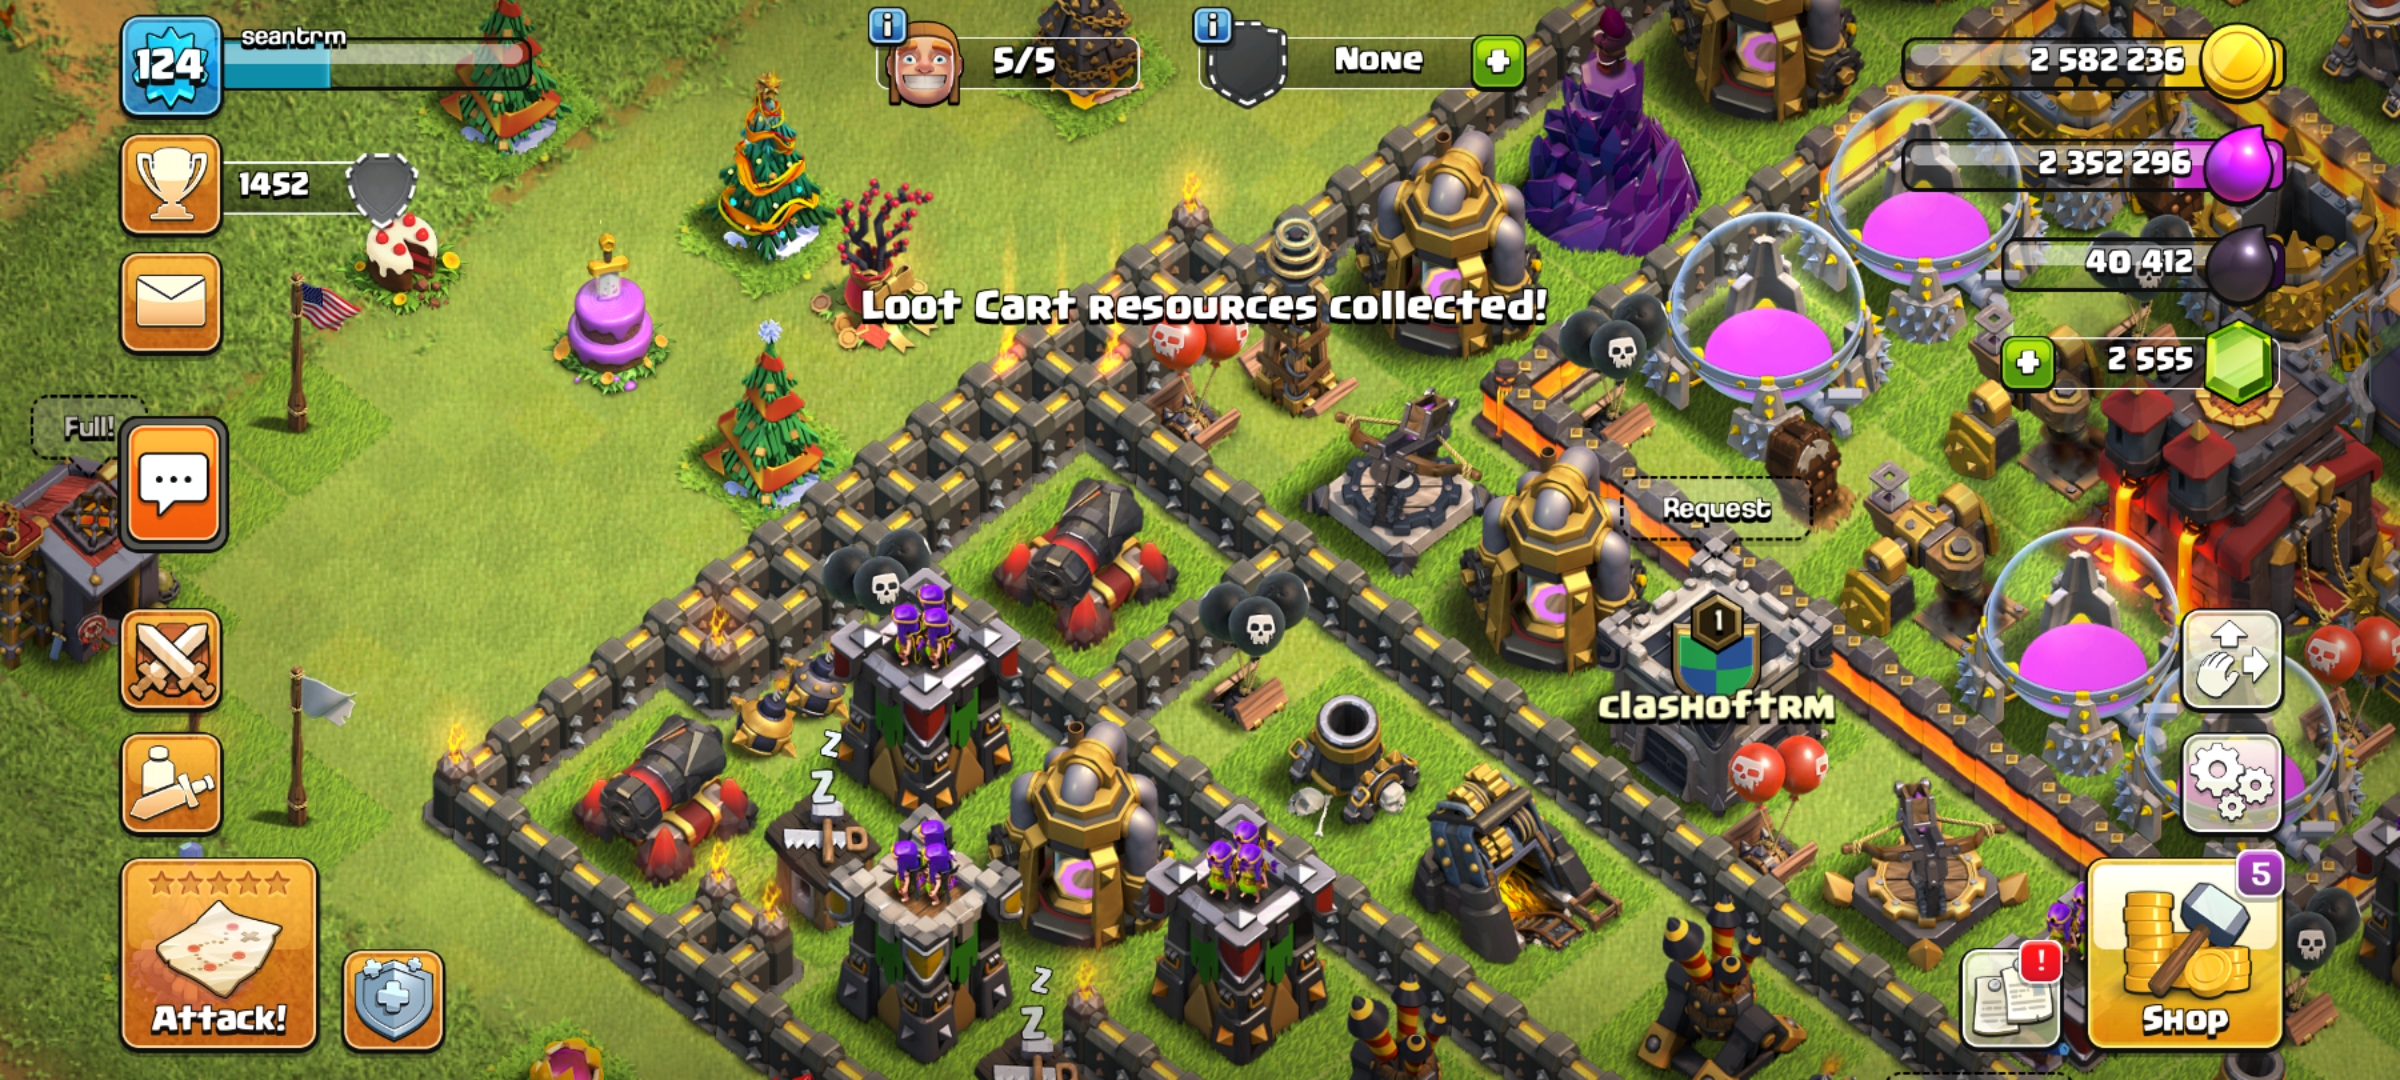 124
seantrm
5/5
None
2 582 236
1452
2 352 296
40 412
Loot Cart resources collected!
2 555
Full!
Request
1
clashoftrm
Z
Z
Z
Z
5
!
Attack!
Shop